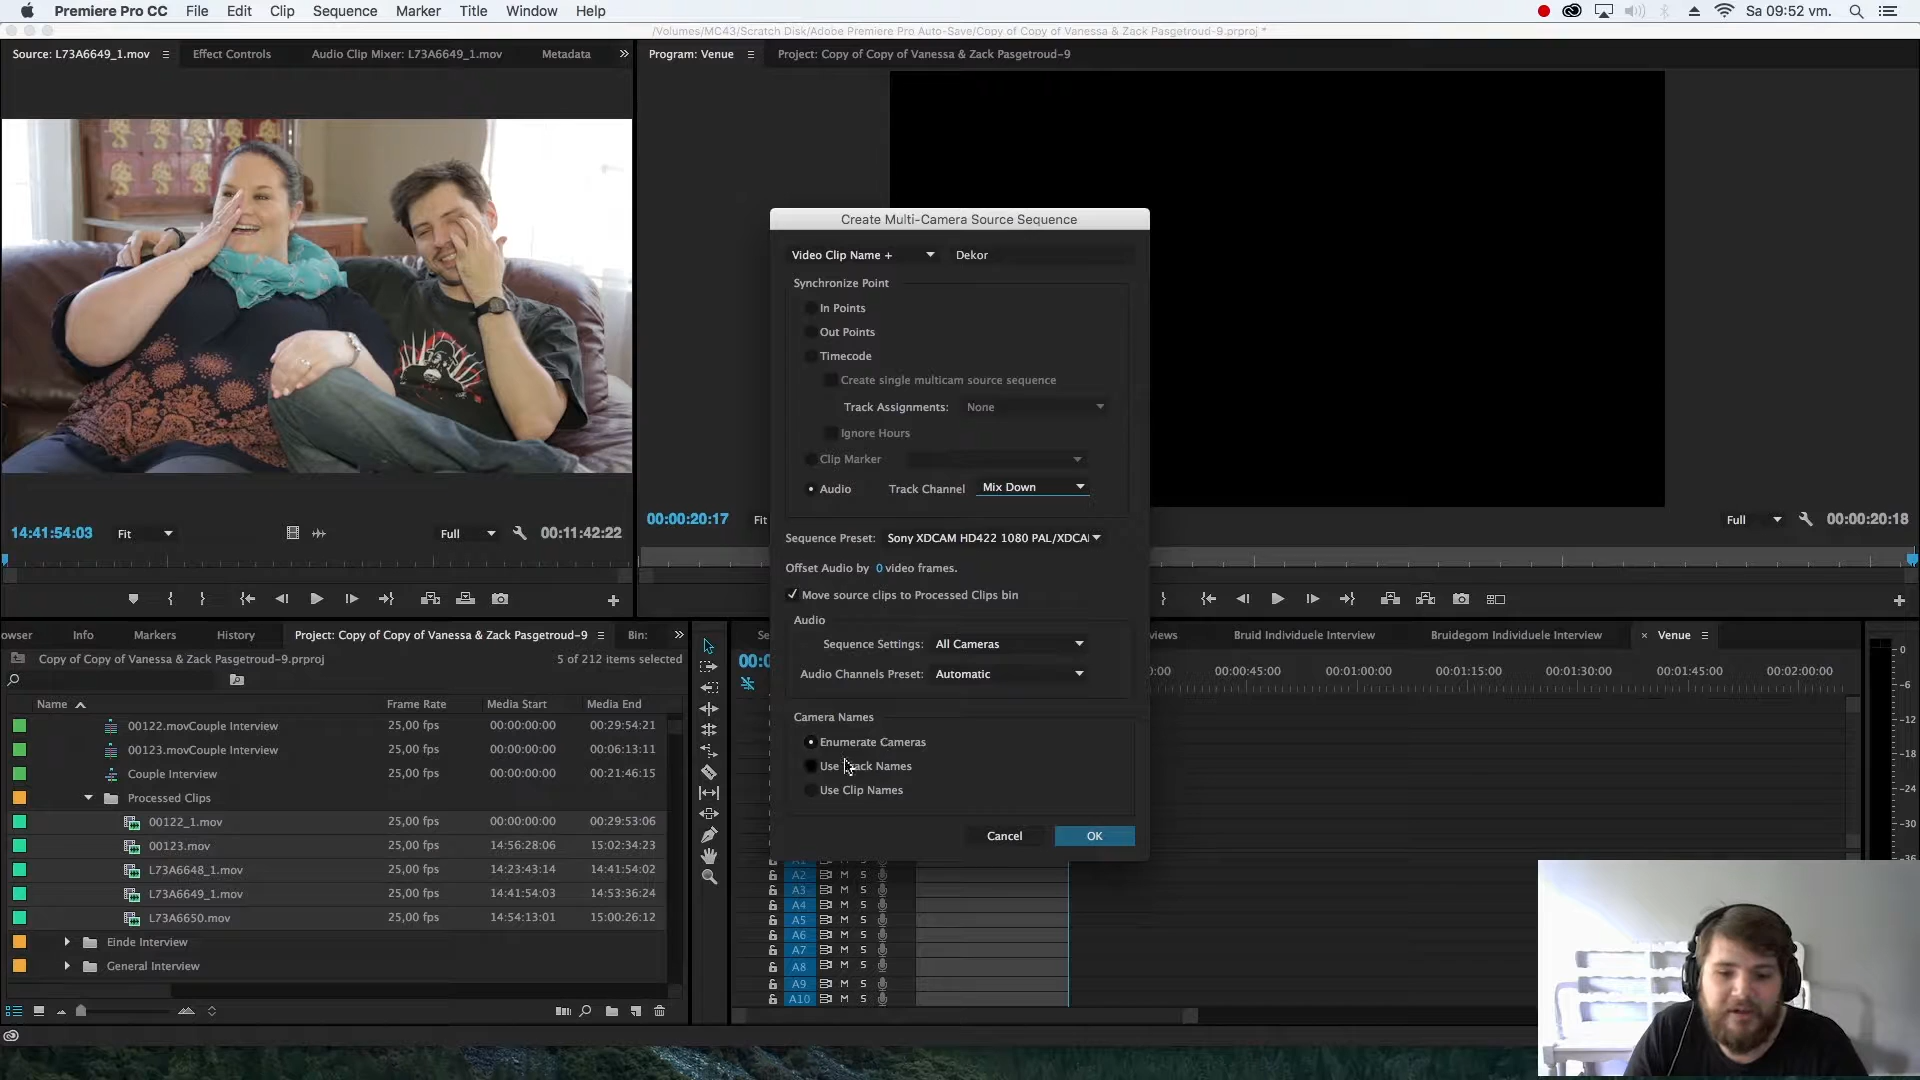 Premiere Pro CC File Edit Clip Sequence Marker Title Window Help Sa 09:52 vm.
/Volumes/MC43/Scratch Disk/Adobe Premiere Pro Auto-Save/Copy of Copy of Vanessa & Zack Pasgetroud-9.prproj *
Source: L73A6649_1.mov Effect Controls Audio Clip Mixer: L73A6649_1.mov Metadata
Program: Venue Project: Copy of Copy of Vanessa & Zack Pasgetroud-9
Create Multi-Camera Source Sequence
Video Clip Name + Dekor
Synchronize Point
In Points
Out Points
Timecode
Create single multicam source sequence
Track Assignments: None
Ignore Hours
Clip Marker
Audio Track Channel Mix Down
Sequence Preset: Sony XDCAM HD422 1080 PAL/XDCA
Offset Audio by 0 video frames.
Move source clips to Processed Clips bin
Audio
Sequence Settings: All Cameras
Audio Channels Preset: Automatic
Camera Names
Enumerate Cameras
Use Track Names
Use Clip Names
Cancel OK
14:41:54:03 Fit Full 00:11:42:22
00:00:20:17 Fit Full 00:00:20:18
owser Info Markers History Project: Copy of Copy of Vanessa & Zack Pasgetroud-9 Bin:
Copy of Copy of Vanessa & Zack Pasgetroud-9.prproj 5 of 212 items selected
Name Frame Rate Media Start Media End
00122.movCouple Interview 25,00 fps 00:00:00:00 00:29:54:21
00123.movCouple Interview 25,00 fps 00:00:00:00 00:06:13:11
Couple Interview 25,00 fps 00:00:00:00 00:21:46:15
Processed Clips
00122_1.mov 25,00 fps 00:00:00:00 00:29:53:06
00123.mov 25,00 fps 14:56:28:06 15:02:34:23
L73A6648_1.mov 25,00 fps 14:23:43:14 14:41:54:02
L73A6649_1.mov 25,00 fps 14:41:54:03 14:53:36:24
L73A6650.mov 25,00 fps 14:54:13:01 15:00:26:12
Einde Interview
General Interview
Se views Bruid Individuele Interview Bruidegom Individuele Interview Venue
00:0 :00 00:00:45:00 00:01:00:00 00:01:15:00 00:01:30:00 00:01:45:00 00:02:00:00
A1
A2 M S
A3 M S
A4 M S
A5 M S
A6 M S
A7 M S
A8 M S
A9 M S
A10 M S
0
-6
-12
-18
-24
-30
-36